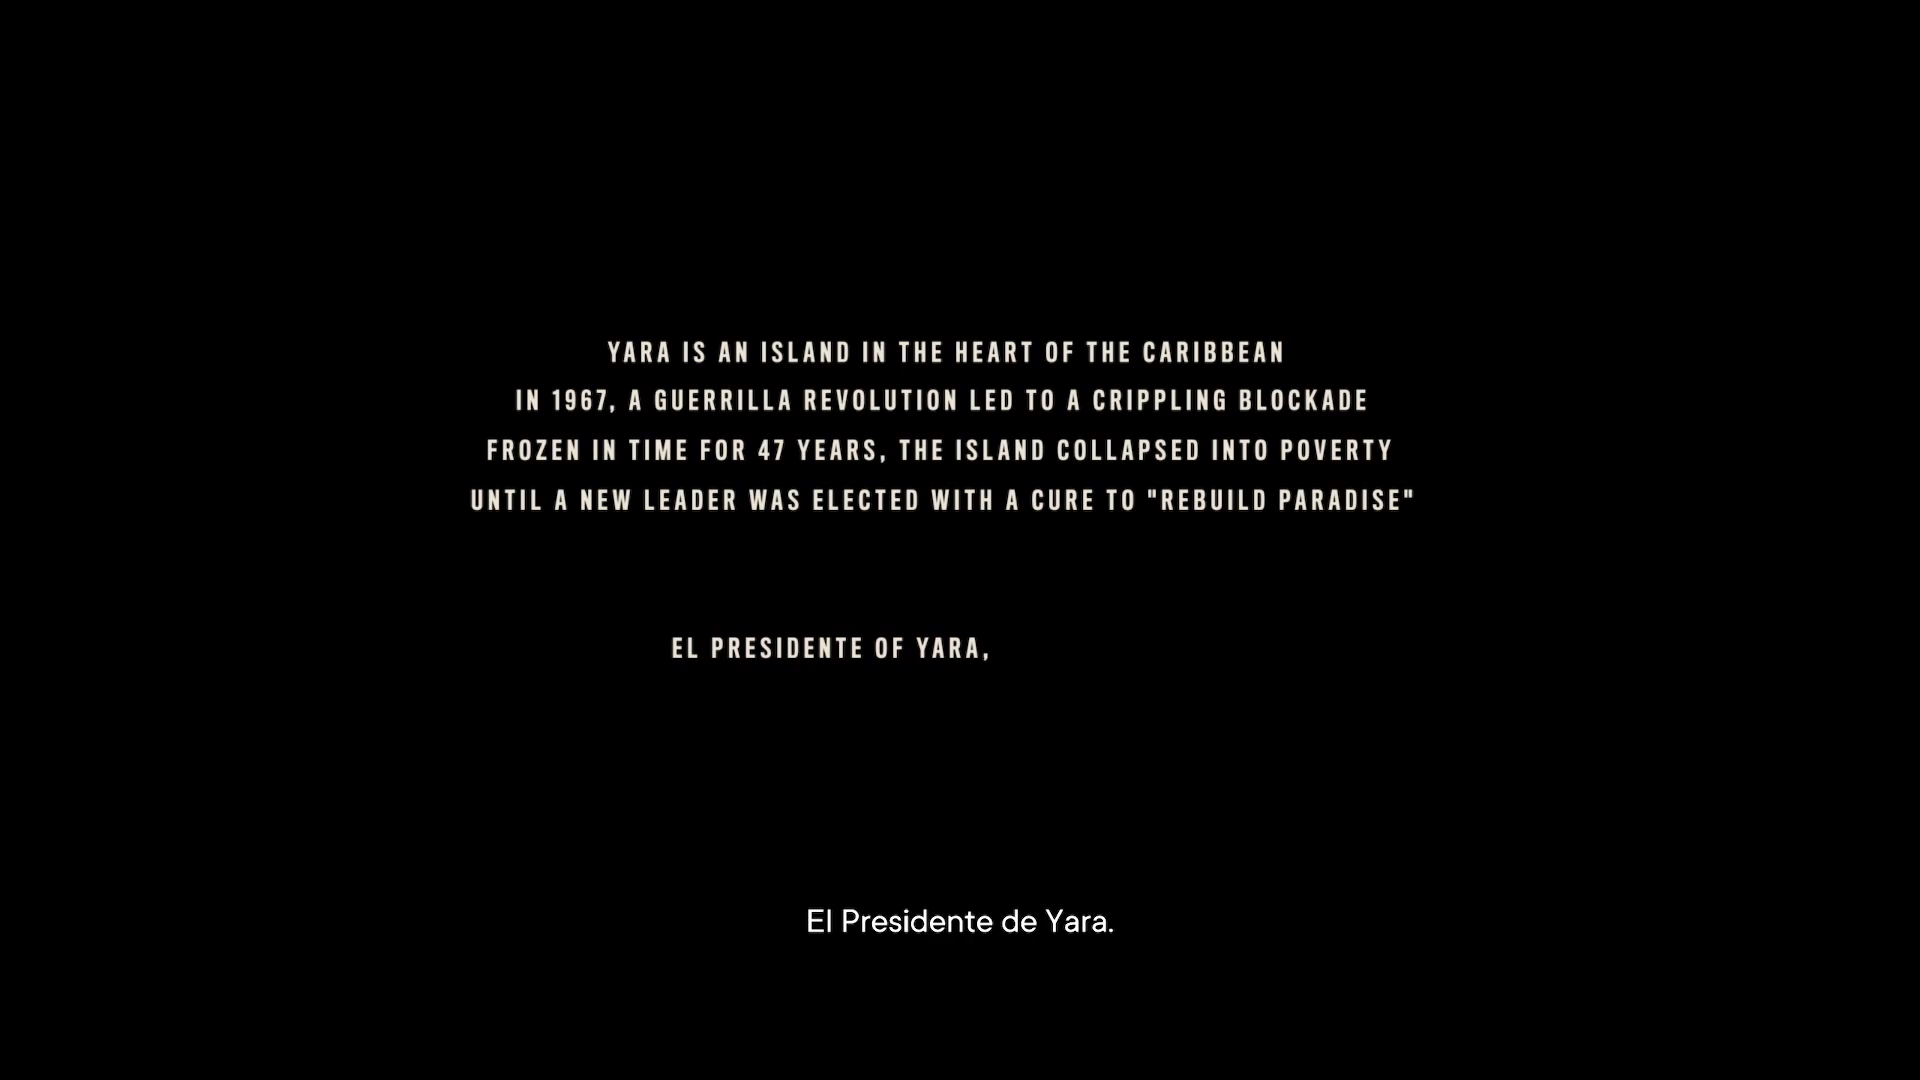 YARA IS AN ISLAND IN THE HEART OF THE CARIBBEAN
IN 1967, A GUERRILLA REVOLUTION LED TO A CRIPPLING BLOCKADE
FROZEN IN TIME FOR 47 YEARS, THE ISLAND COLLAPSED INTO POVERTY
UNTIL A NEW LEADER WAS ELECTED WITH A CURE TO "REBUILD PARADISE"
EL PRESIDENTE OF YARA,
El Presidente de Yara.